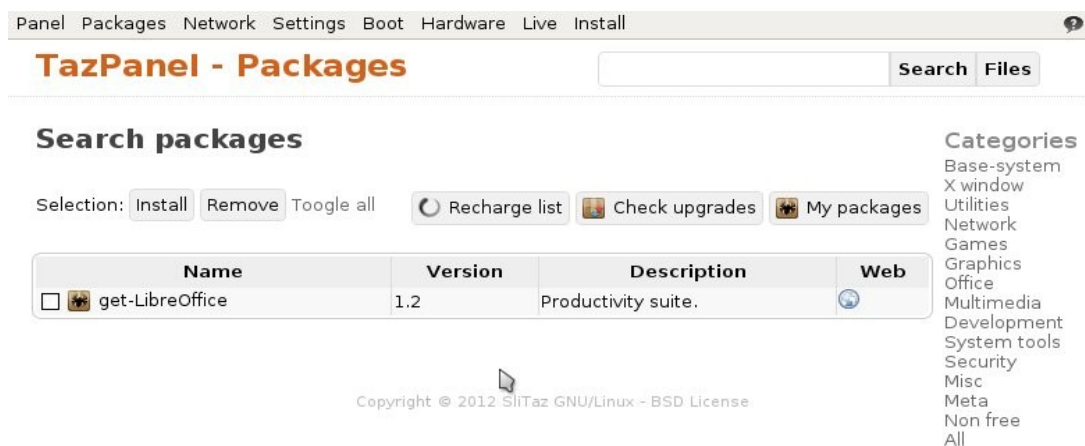 Panel Packages Network Settings Boot Hardware Live Install
TazPanel - Packages
Search Files
Search packages
Selection: Install Remove Toogle all Recharge list Check upgrades My packages
Name Version Description Web
get-LibreOffice 1.2 Productivity suite.
Categories
Base-system
X window
Utilities
Network
Games
Graphics
Office
Multimedia
Development
System tools
Security
Misc
Meta
Non free
All
Copyright © 2012 SliTaz GNU/Linux - BSD License